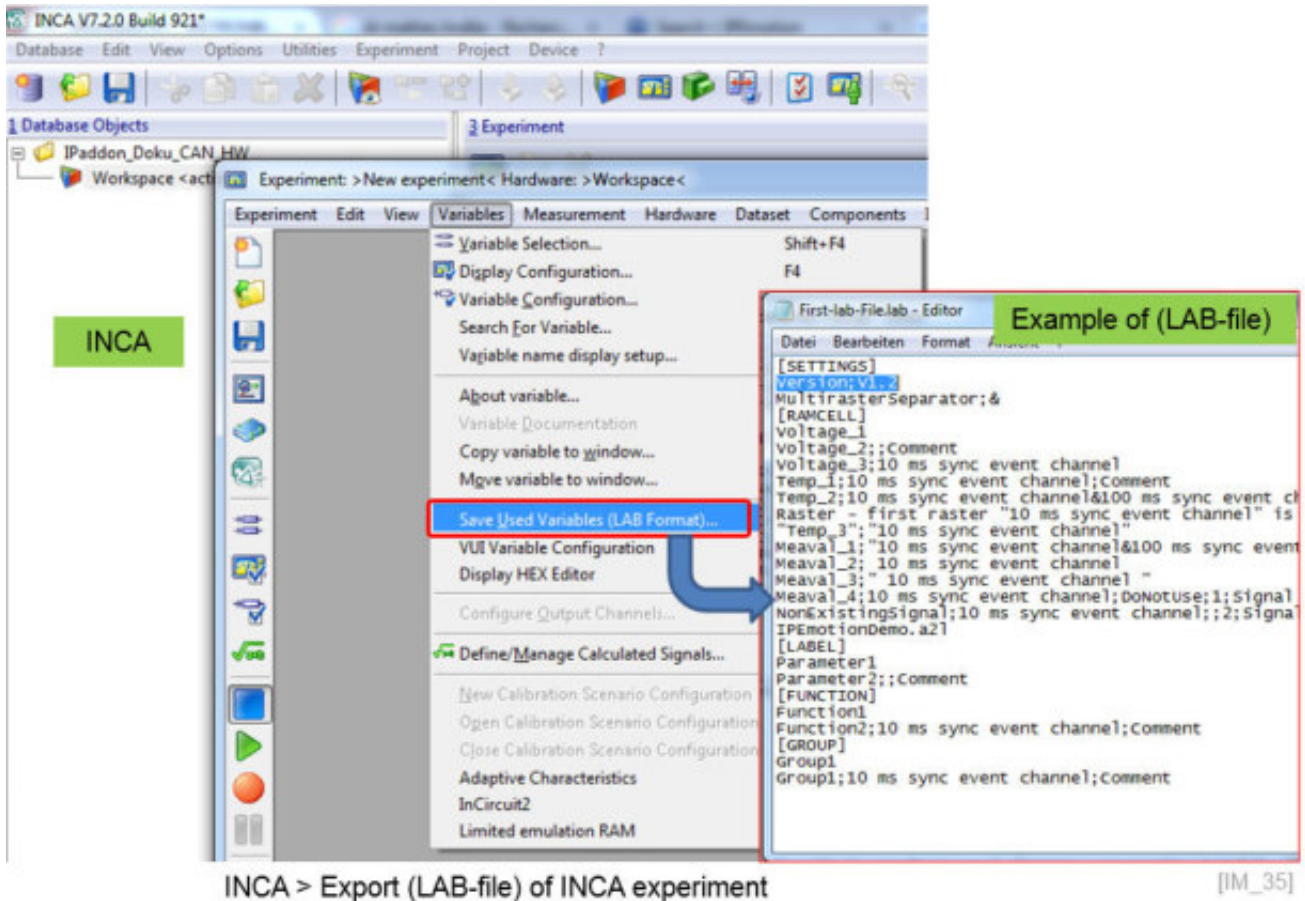 INCA V7.2.0 Build 921*
Database Edit View Options Utilities Experiment Project Device ?
1 Database Objects
3 Experiment
IPaddon_Doku_CAN_HW
Workspace <acti
Experiment: >New experiment< Hardware: >Workspace<
Experiment Edit View Variables Measurement Hardware Dataset Components
INCA
Variable Selection... Shift+F4
Display Configuration... F4
Variable Configuration...
Search For Variable...
Variable name display setup...
About variable...
Variable Documentation
Copy variable to window...
Move variable to window...
Save Used Variables (LAB Format)...
VUI Variable Configuration
Display HEX Editor
Configure Output Channels...
Define/Manage Calculated Signals...
New Calibration Scenario Configuration
Open Calibration Scenario Configuration
Close Calibration Scenario Configuration
Adaptive Characteristics
InCircuit2
Limited emulation RAM
First-lab-File.lab - Editor
Example of (LAB-file)
Datei Bearbeiten Format
[SETTINGS]
Version;V1.2
MultirasterSeparator;&
[RAMCELL]
Voltage_1
Voltage_2;;Comment
Voltage_3;10 ms sync event channel
Temp_1;10 ms sync event channel;Comment
Temp_2;10 ms sync event channel&100 ms sync event ch
Raster - first raster "10 ms sync event channel" is
"Temp_3";"10 ms sync event channel"
Meaval_1;"10 ms sync event channel&100 ms sync event
Meaval_2; 10 ms sync event channel
Meaval_3;" 10 ms sync event channel "
Meaval_4;10 ms sync event channel;DoNotUse;1;Signal
NonExistingSignal;10 ms sync event channel;;2;Signal
IPEmotionDemo.a2l
[LABEL]
Parameter1
Parameter2;;Comment
[FUNCTION]
Function1
Function2;10 ms sync event channel;Comment
[GROUP]
Group1
Group1;10 ms sync event channel;Comment
INCA > Export (LAB-file) of INCA experiment
[IM_35]